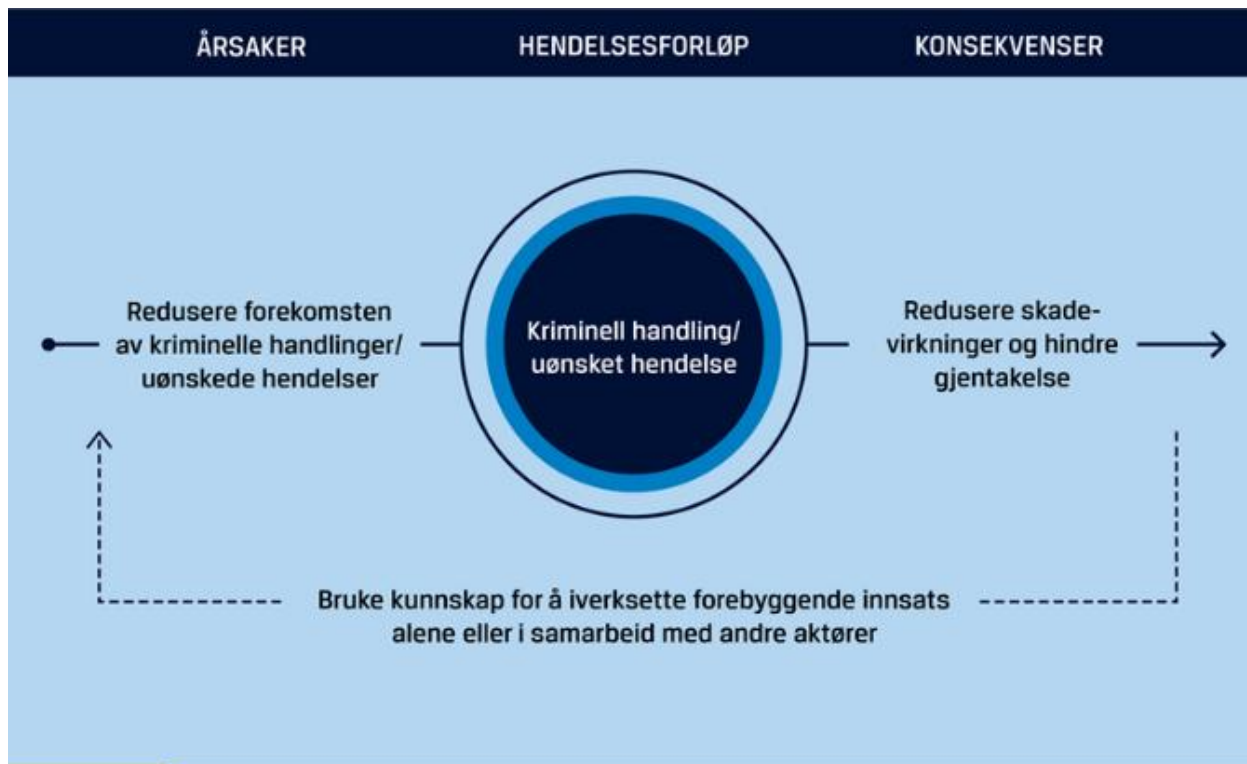 ÅRSAKER
HENDELSESFORLØP
KONSEKVENSER
Redusere forekomsten
av kriminelle handlinger/
uønskede hendelser
Kriminell handling/
uønsket hendelse
Redusere skade-
virkninger og hindre
gjentakelse
Bruke kunnskap for å iverksette forebyggende innsats
alene eller i samarbeid med andre aktører